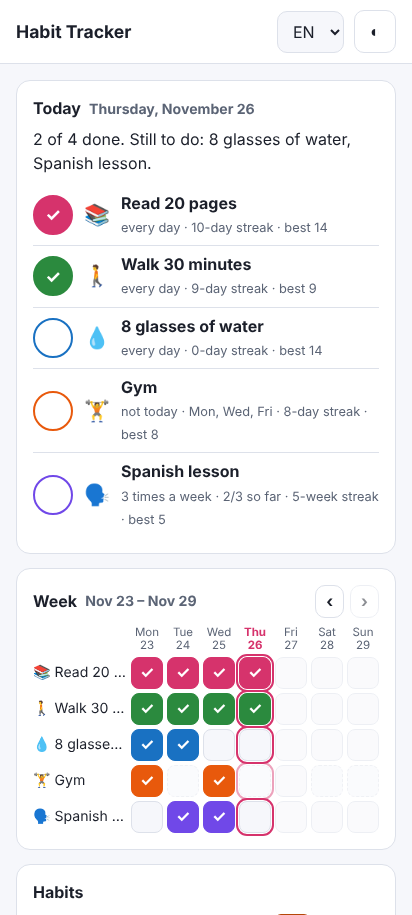 Habit Tracker
EN
Today Thursday, November 26
2 of 4 done. Still to do: 8 glasses of water,
Spanish lesson.
Read 20 pages
every day · 10-day streak · best 14
Walk 30 minutes
every day · 9-day streak · best 9
8 glasses of water
every day · 0-day streak · best 14
Gym
not today · Mon, Wed, Fri · 8-day streak ·
best 8
Spanish lesson
3 times a week · 2/3 so far · 5-week streak
· best 5
Week Nov 23 – Nov 29
‹ ›
Mon Tue Wed Thu Fri Sat Sun
23 24 25 26 27 28 29
Read 20 ...
Walk 30 ...
8 glasse...
Gym
Spanish ...
Habits